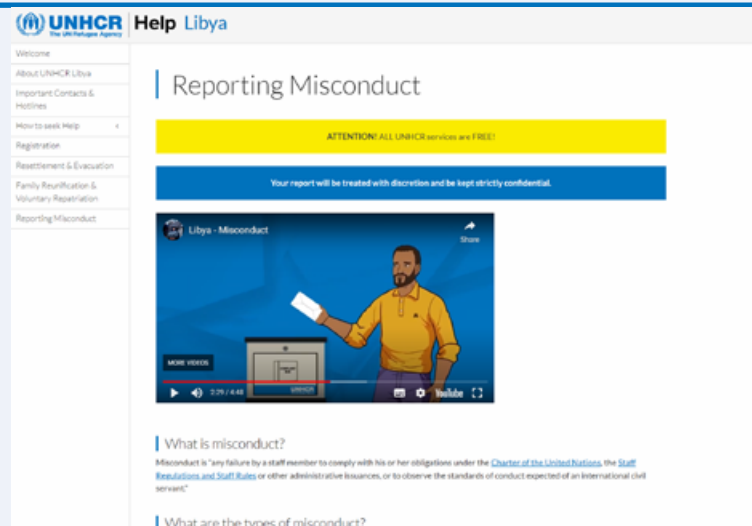 UNHCR
The UN Refugee Agency
Help Libya
Welcome
About UNHCR Libya
Important Contacts &
Hotlines
How to seek Help
Registration
Resettlement & Evacuation
Family Reunification &
Voluntary Repatriation
Reporting Misconduct
Reporting Misconduct
ATTENTION! ALL UNHCR services are FREE!
Your report will be treated with discretion and be kept strictly confidential.
Libya - Misconduct
Share
MORE VIDEOS
2:29 / 4:48
UNHCR
YouTube
What is misconduct?
Misconduct is "any failure by a staff member to comply with his or her obligations under the Charter of the United Nations, the Staff
Regulations and Staff Rules or other administrative issuances, or to observe the standards of conduct expected of an international civil
servant."
What are the types of misconduct?